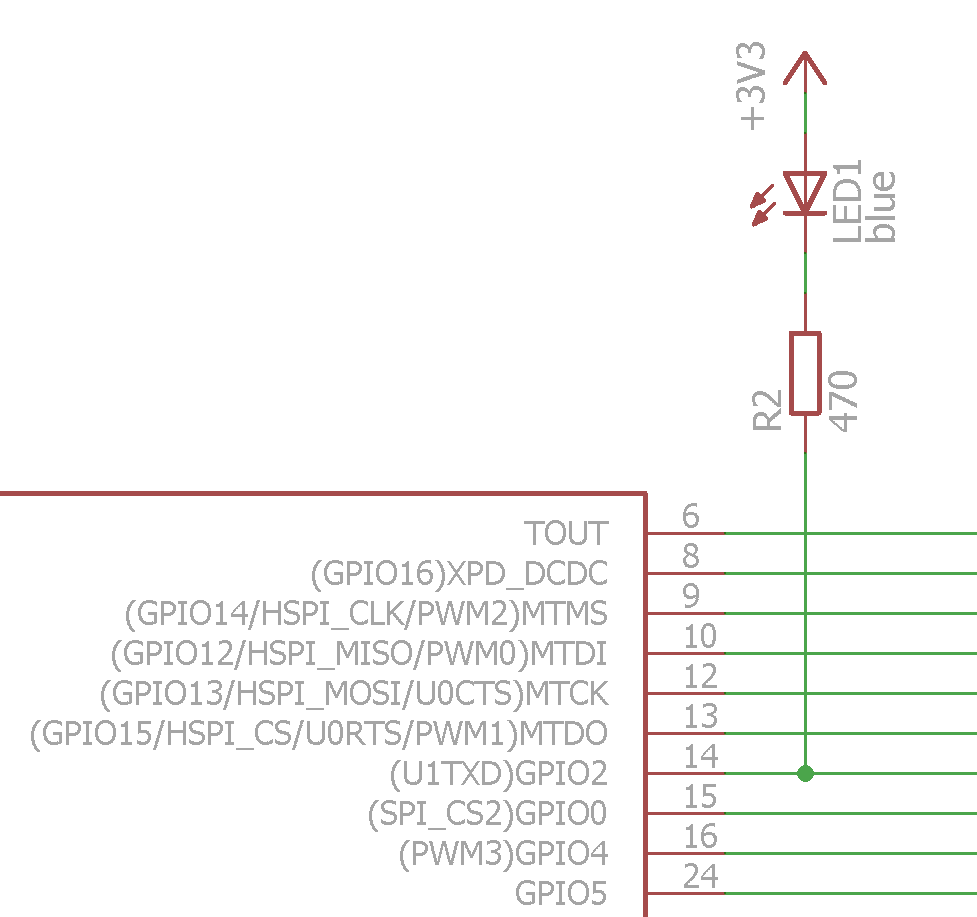 +3V3
LED1
blue
R2
470
TOUT 6
(GPIO16)XPD_DCDC 8
(GPIO14/HSPI_CLK/PWM2)MTMS 9
(GPIO12/HSPI_MISO/PWM0)MTDI 10
(GPIO13/HSPI_MOSI/U0CTS)MTCK 12
(GPIO15/HSPI_CS/U0RTS/PWM1)MTDO 13
(U1TXD)GPIO2 14
(SPI_CS2)GPIO0 15
(PWM3)GPIO4 16
GPIO5 24